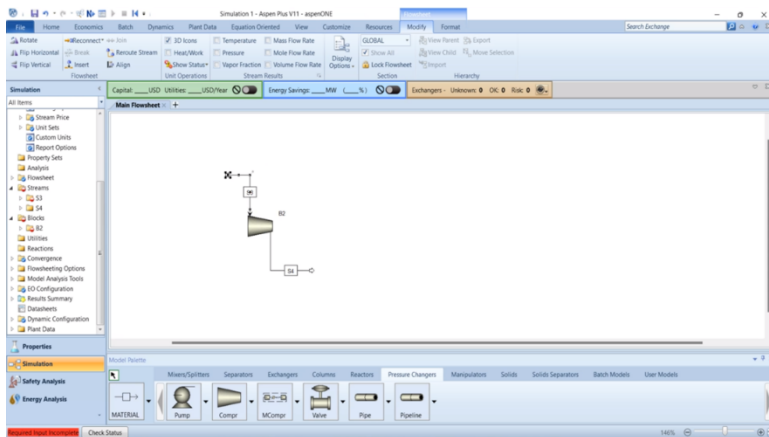 Simulation 1 - Aspen Plus V11 - aspenONE
File Home Economics Batch Dynamics Plant Data Equation Oriented View Customize Resources Modify Format Search Exchange
Rotate Reconnect Join 3D Icons Temperature Mass Flow Rate GLOBAL View Parent Export
Flip Horizontal Break Reroute Stream Heat/Work Pressure Mole Flow Rate Show All View Child Move Selection
Flip Vertical Insert Align Show Status Vapor Fraction Volume Flow Rate Display Options Lock Flowsheet Import
Flowsheet Unit Operations Stream Results Section Hierarchy
Simulation Capital: ____USD Utilities: ____USD/Year Energy Savings: ____MW (____%) Exchangers - Unknown: 0 OK: 0 Risk: 0
All Items Main Flowsheet × +
Stream Price
Unit Sets
Custom Units
Report Options
Property Sets
Analysis
Flowsheet
Streams
S3
S4
Blocks
B2
Utilities
Reactions
Convergence
Flowsheeting Options
Model Analysis Tools
EO Configuration
Results Summary
Datasheets
Dynamic Configuration
Plant Data
B2
S4
Properties
Simulation
Safety Analysis
Energy Analysis
Model Palette
Mixers/Splitters Separators Exchangers Columns Reactors Pressure Changers Manipulators Solids Solids Separators Batch Models User Models
MATERIAL Pump Compr MCompr Valve Pipe Pipeline
Required Input Incomplete Check Status 146%